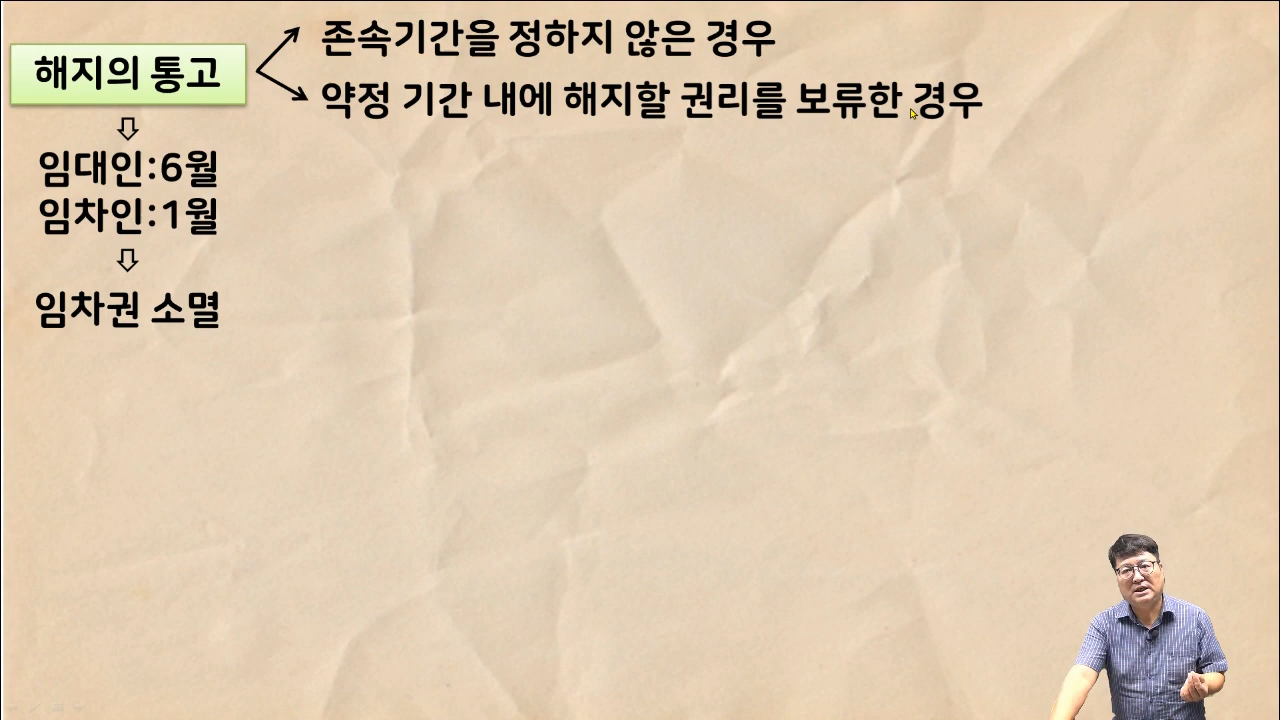 존속기간을 정하지 않은 경우
해지의 통고
약정 기간 내에 해지할 권리를 보류한 경우
임대인:6월
임차인:1월
임차권 소멸